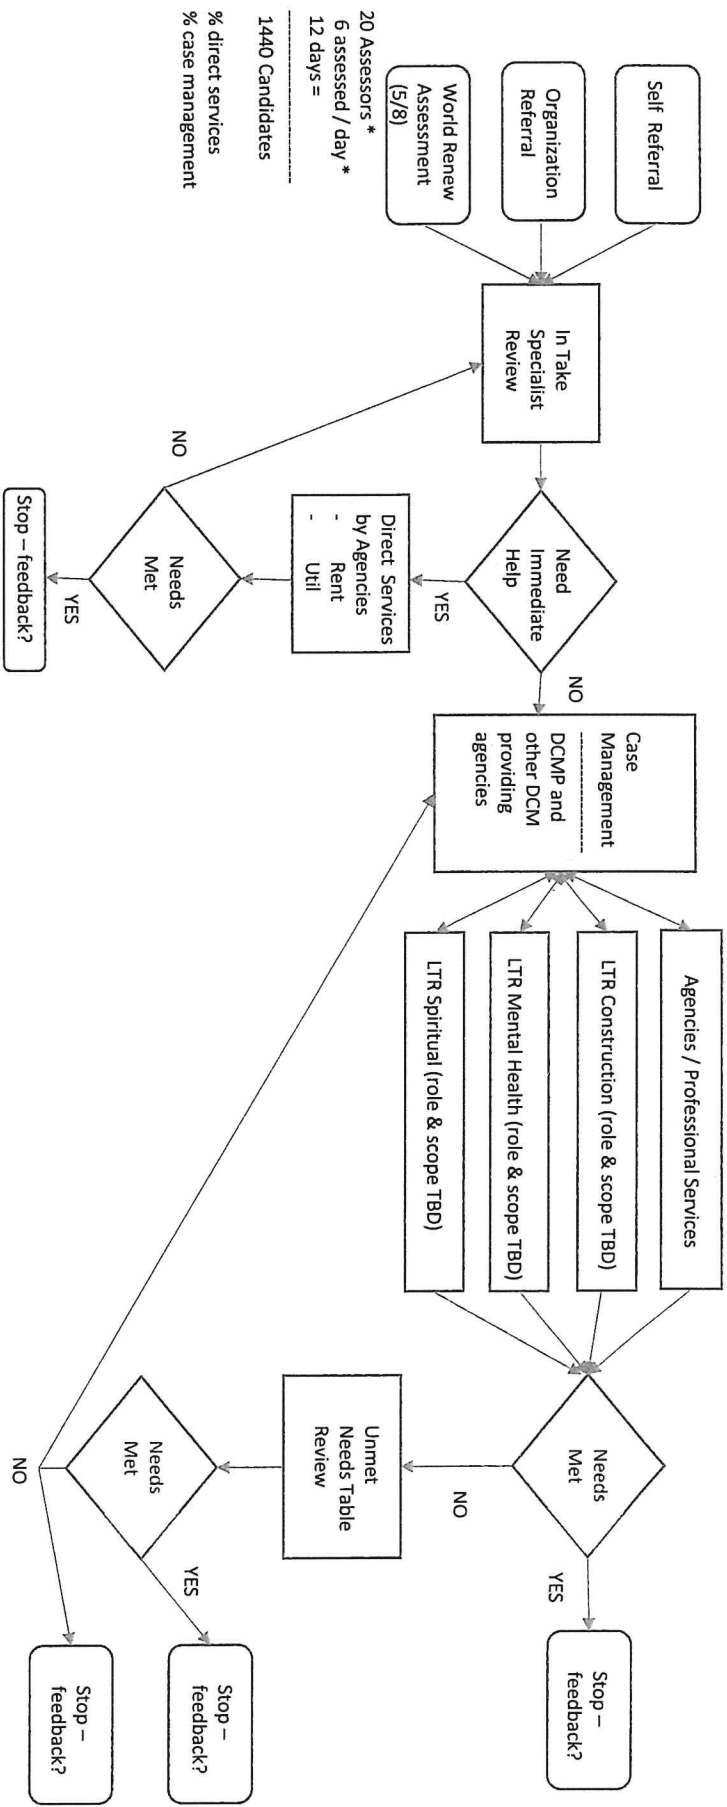 Self Referral
Organization
Referral
World Renew
Assessment
(5/8)
20 Assessors *
6 assessed / day *
12 days =
--------------------
1440 Candidates
% direct services
% case management
In Take
Specialist
Review
Need
Immediate
Help
YES
NO
Direct Services
by Agencies
- Rent
- Util
Needs
Met
NO
YES
Stop – feedback?
Case
Management
--------------------
DCMP and
other DCM
providing
agencies
Agencies / Professional Services
LTR Construction (role & scope TBD)
LTR Mental Health (role & scope TBD)
LTR Spiritual (role & scope TBD)
Needs
Met
YES
Stop –
feedback?
NO
Unmet
Needs Table
Review
Needs
Met
YES
Stop –
feedback?
NO
Stop –
feedback?